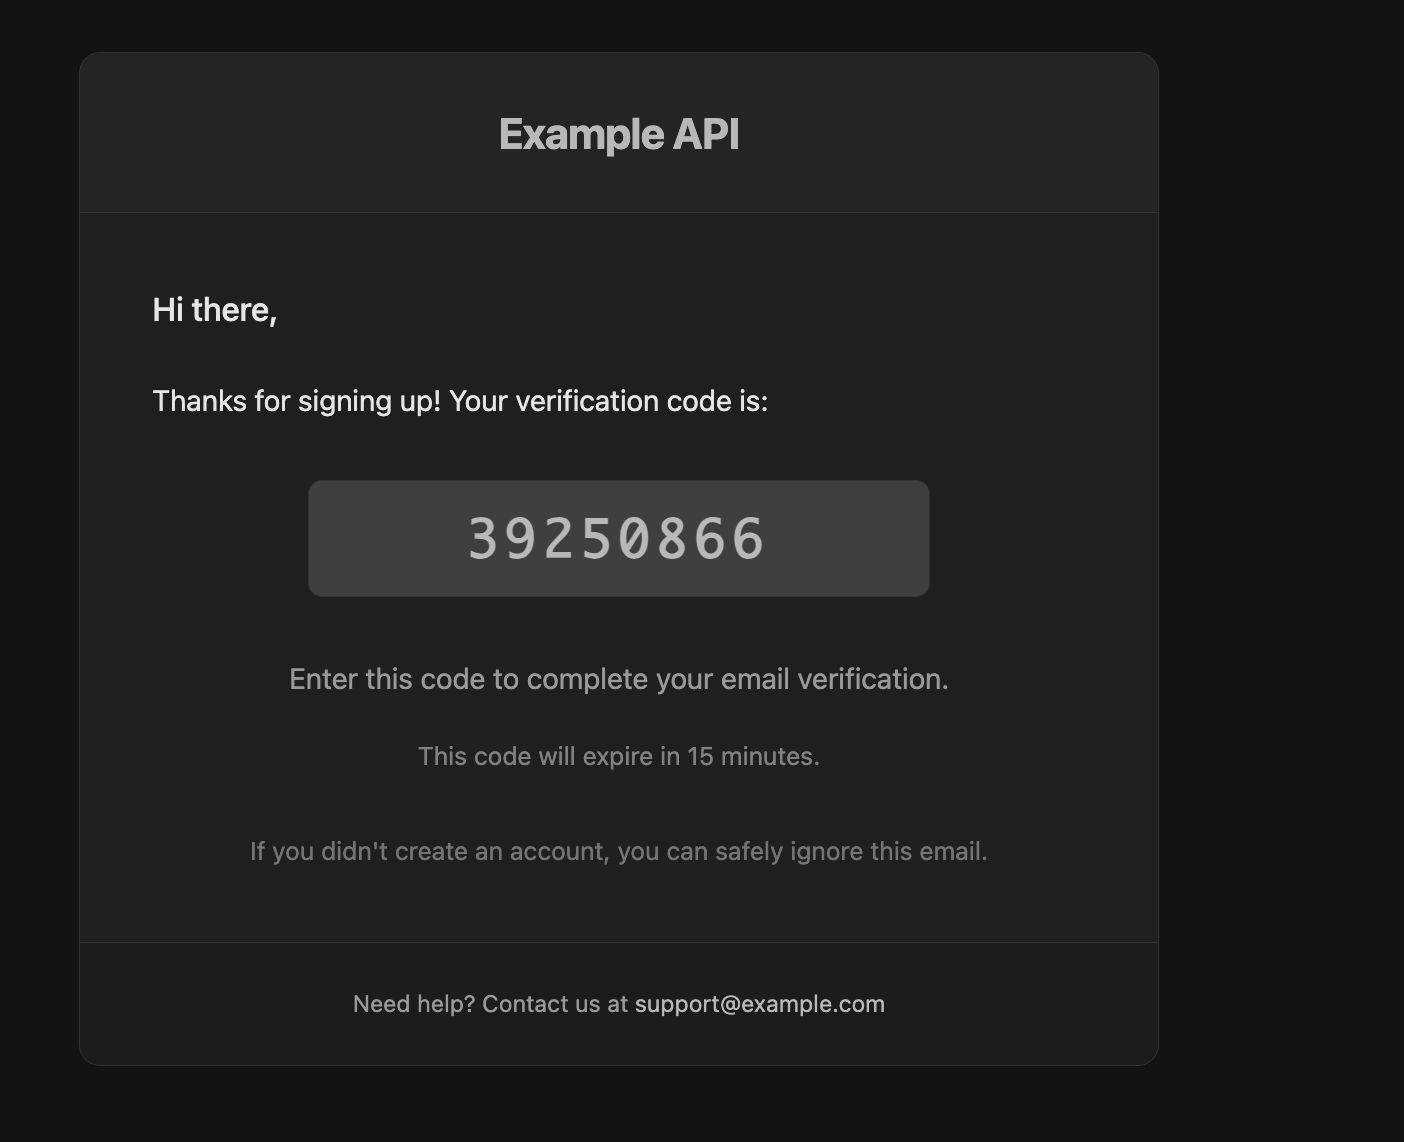 Example API
Hi there,
Thanks for signing up! Your verification code is:
39250866
Enter this code to complete your email verification.
This code will expire in 15 minutes.
If you didn't create an account, you can safely ignore this email.
Need help? Contact us at support@example.com